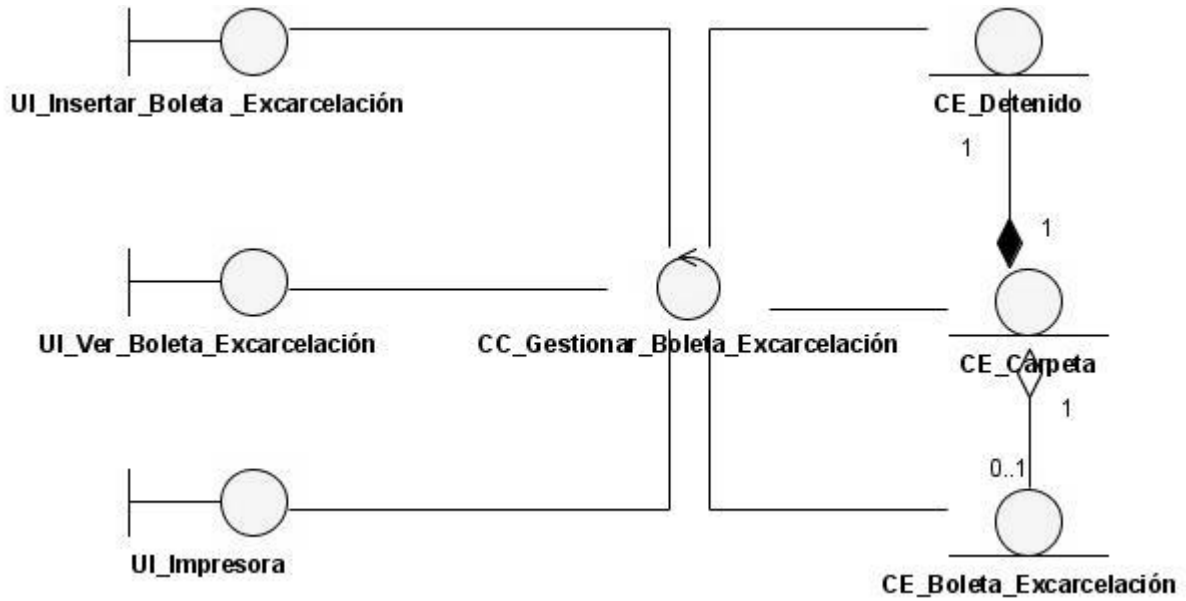 UI_Insertar_Boleta _Excarcelación
CE_Detenido
1
1
UI_Ver_Boleta_Excarcelación
CC_Gestionar_Boleta_Excarcelación
CE_Carpeta
1
0..1
UI_Impresora
CE_Boleta_Excarcelación